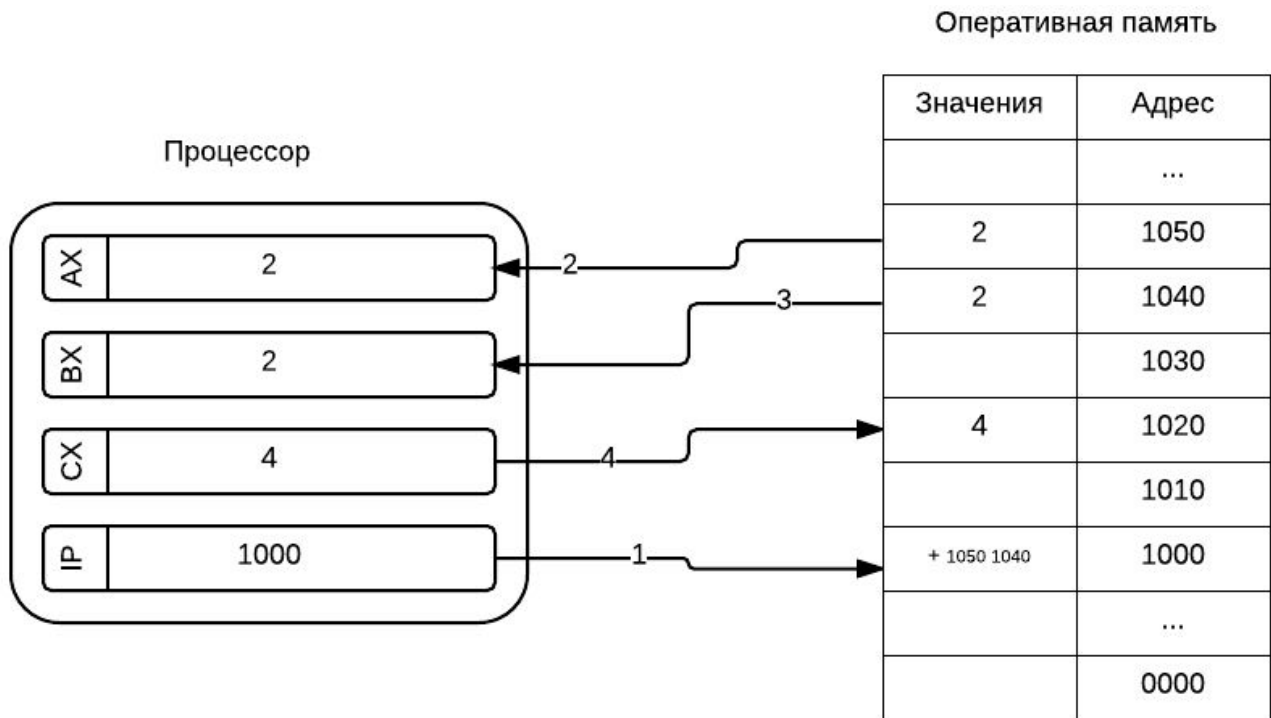 Оперативная память
Значения Адрес
...
Процессор
2 1050
AX 2 2
2 1040
3
BX 2
1030
4 1020
CX 4 4
1010
IP 1000 1
+ 1050 1040 1000
...
0000